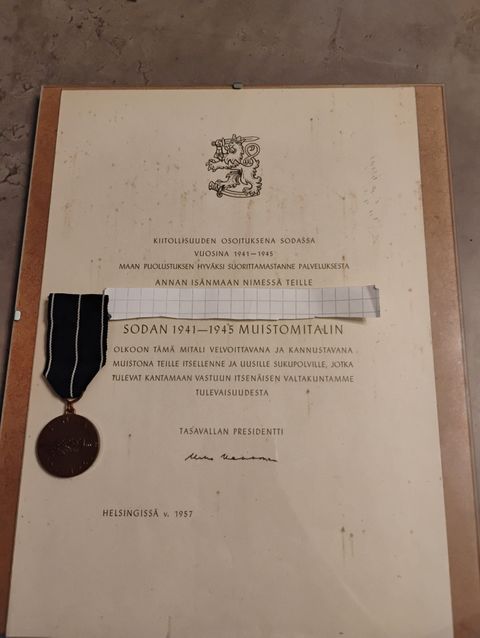 KIITOLLISUUDEN OSOITUKSENA SODASSA
VUOSINA 1941—1945
MAAN PUOLUSTUKSEN HYVÄKSI SUORITTAMASTANNE PALVELUKSESTA
ANNAN ISÄNMAAN NIMESSÄ TEILLE
SODAN 1941—1945 MUISTOMITALIN
OLKOON TÄMÄ MITALI VELVOITTAVANA JA KANNUSTAVANA
MUISTONA TEILLE ITSELLENNE JA UUSILLE SUKUPOLVILLE, JOTKA
TULEVAT KANTAMAAN VASTUUN ITSENÄISEN VALTAKUNTAMME
TULEVAISUUDESTA
TASAVALLAN PRESIDENTTI
Urho Kekkonen
HELSINGISSÄ v. 1957